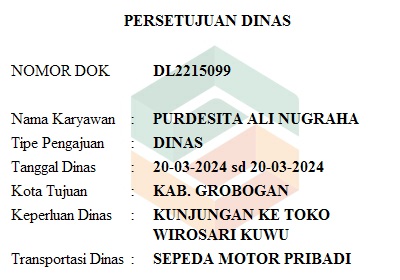 PERSETUJUAN DINAS
NOMOR DOK DL2215099
Nama Karyawan : PURDESITA ALI NUGRAHA
Tipe Pengajuan : DINAS
Tanggal Dinas : 20-03-2024 sd 20-03-2024
Kota Tujuan : KAB. GROBOGAN
Keperluan Dinas : KUNJUNGAN KE TOKO
WIROSARI KUWU
Transportasi Dinas : SEPEDA MOTOR PRIBADI